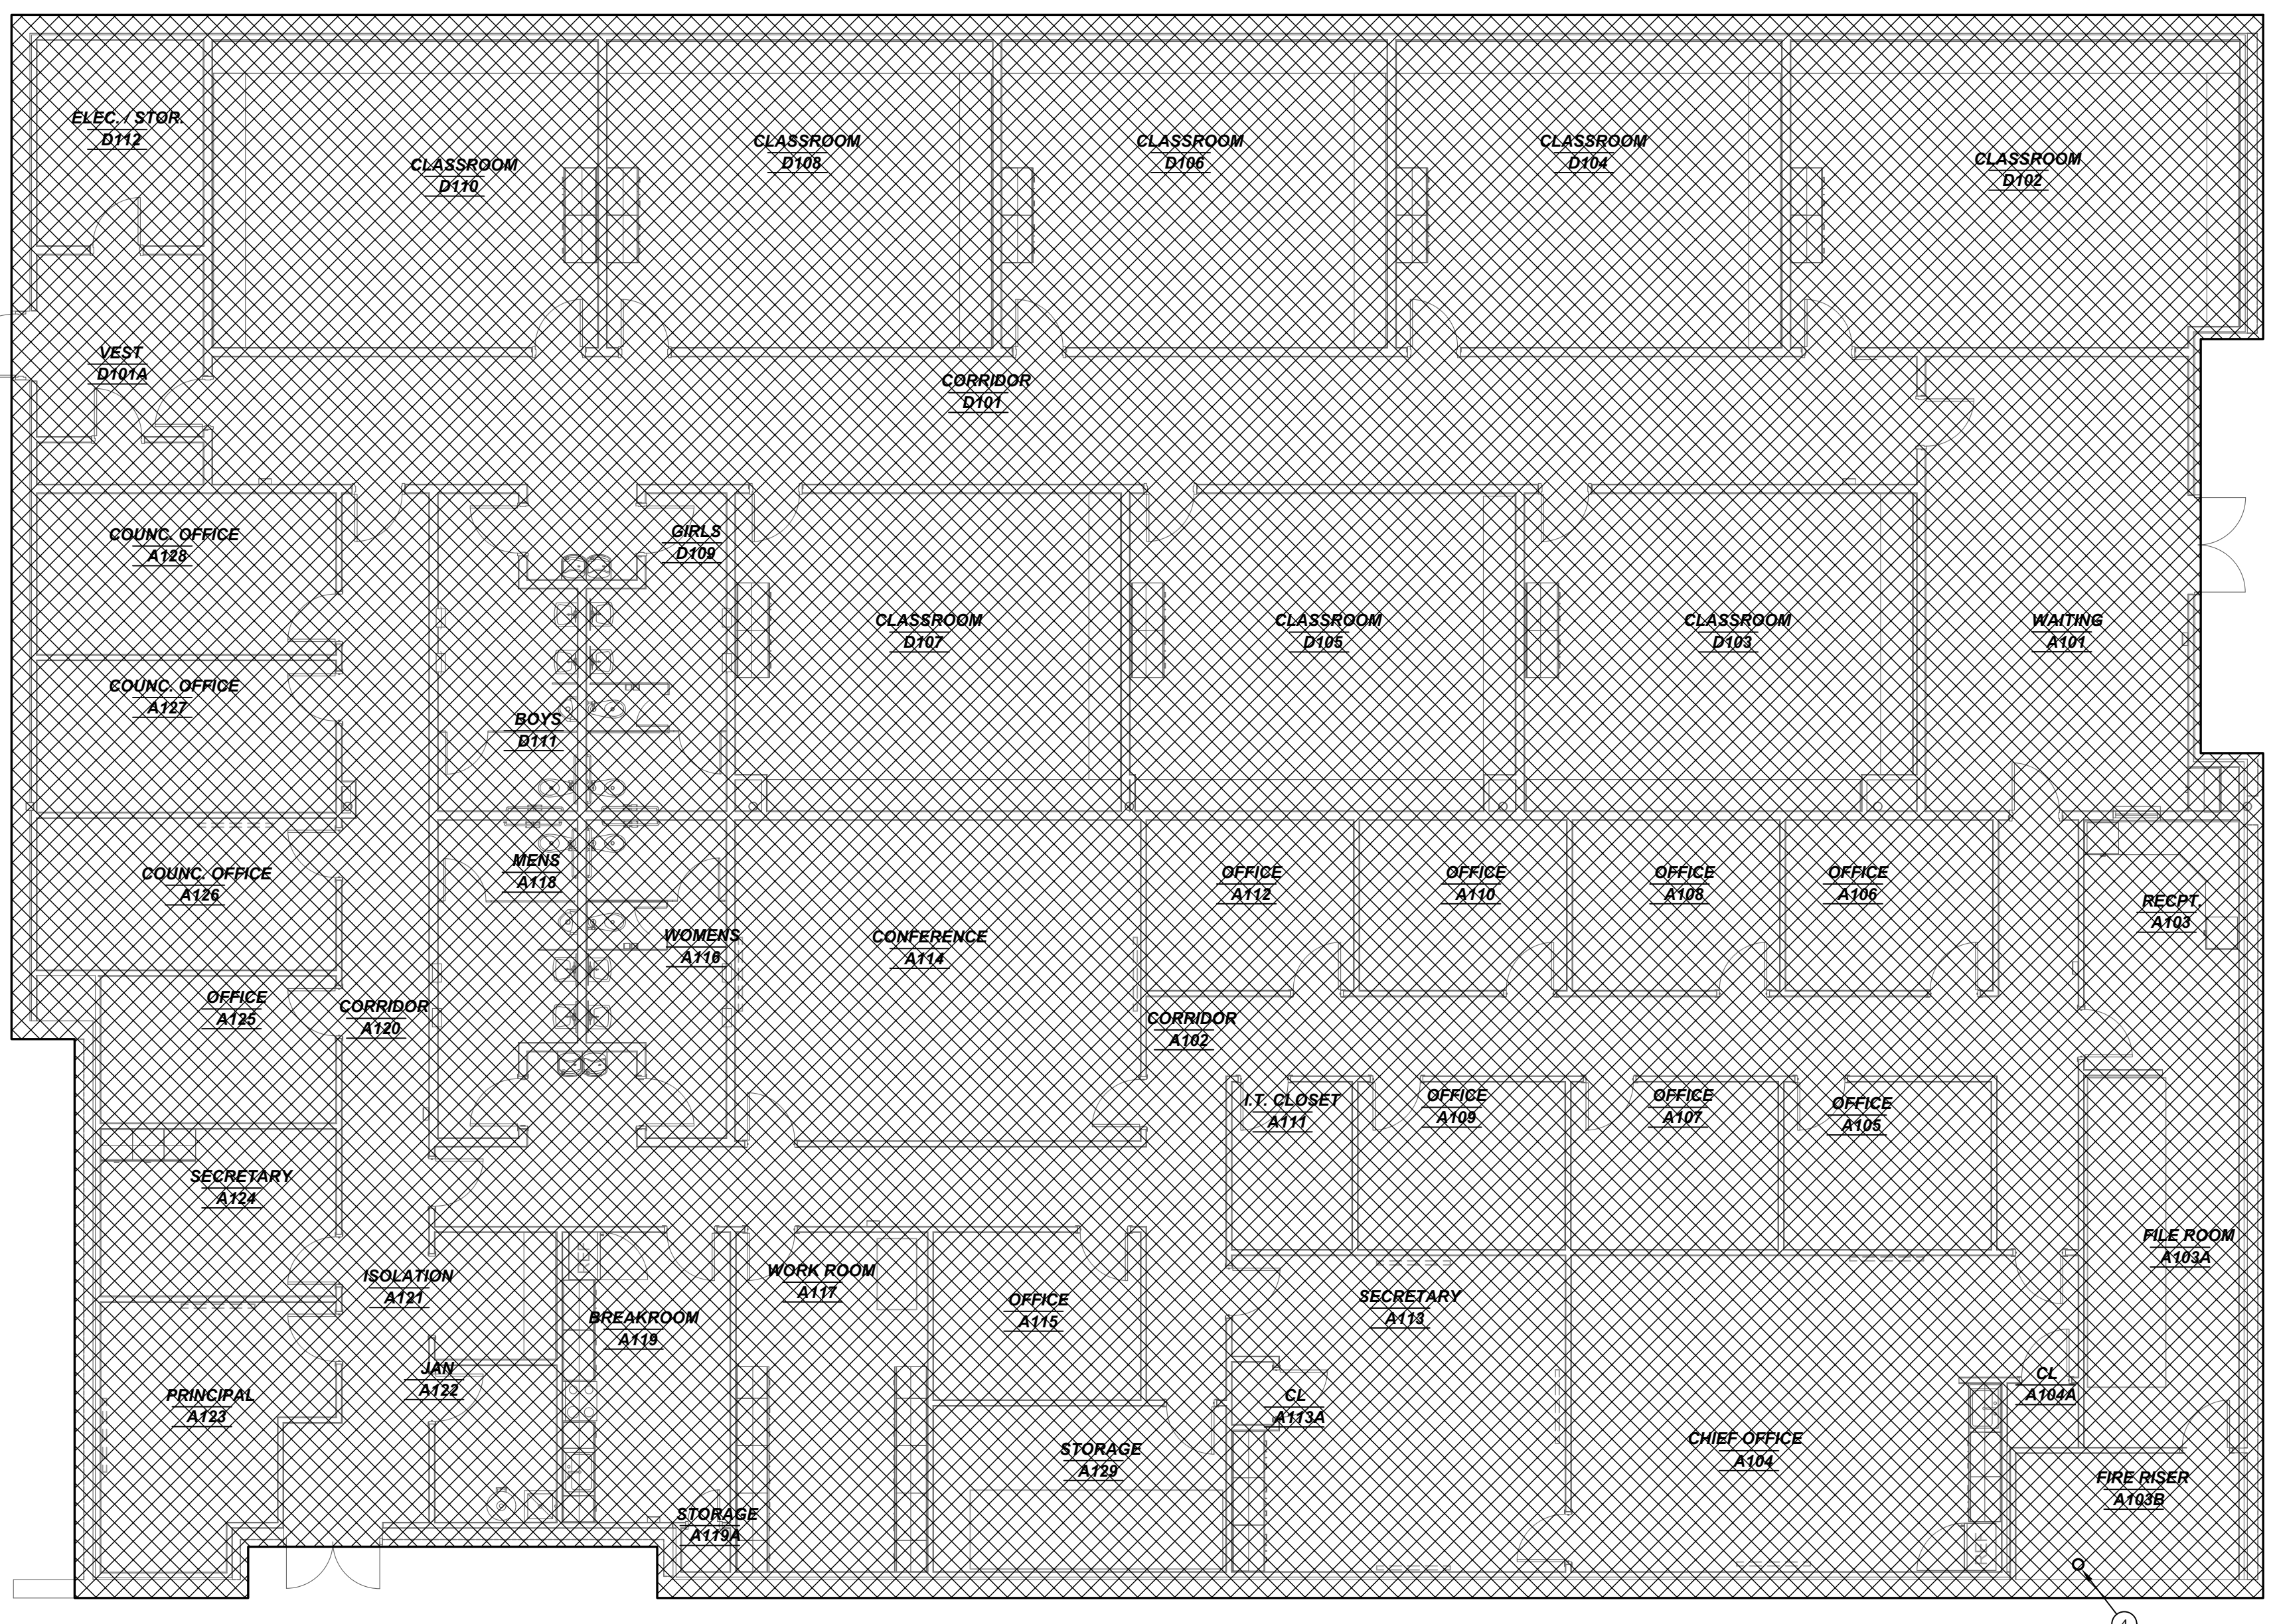 ELEC. / STOR.
D112
CLASSROOM
D110
CLASSROOM
D108
CLASSROOM
D106
CLASSROOM
D104
CLASSROOM
D102
VEST
D101A
CORRIDOR
D101
COUNC. OFFICE
A128
GIRLS
D109
CLASSROOM
D107
CLASSROOM
D105
CLASSROOM
D103
WAITING
A101
COUNC. OFFICE
A127
BOYS
D111
COUNC. OFFICE
A126
MENS
A118
WOMENS
A116
CONFERENCE
A114
OFFICE
A112
OFFICE
A110
OFFICE
A108
OFFICE
A106
RECPT.
A103
OFFICE
A125
CORRIDOR
A120
CORRIDOR
A102
I.T. CLOSET
A111
OFFICE
A109
OFFICE
A107
OFFICE
A105
SECRETARY
A124
ISOLATION
A121
REF
BREAKROOM
A119
WORK ROOM
A117
OFFICE
A115
SECRETARY
A113
FILE ROOM
A103A
PRINCIPAL
A123
JAN
A122
CL
A113A
CL
A104A
STORAGE
A129
CHIEF OFFICE
A104
FIRE RISER
A103B
STORAGE
A119A
REF